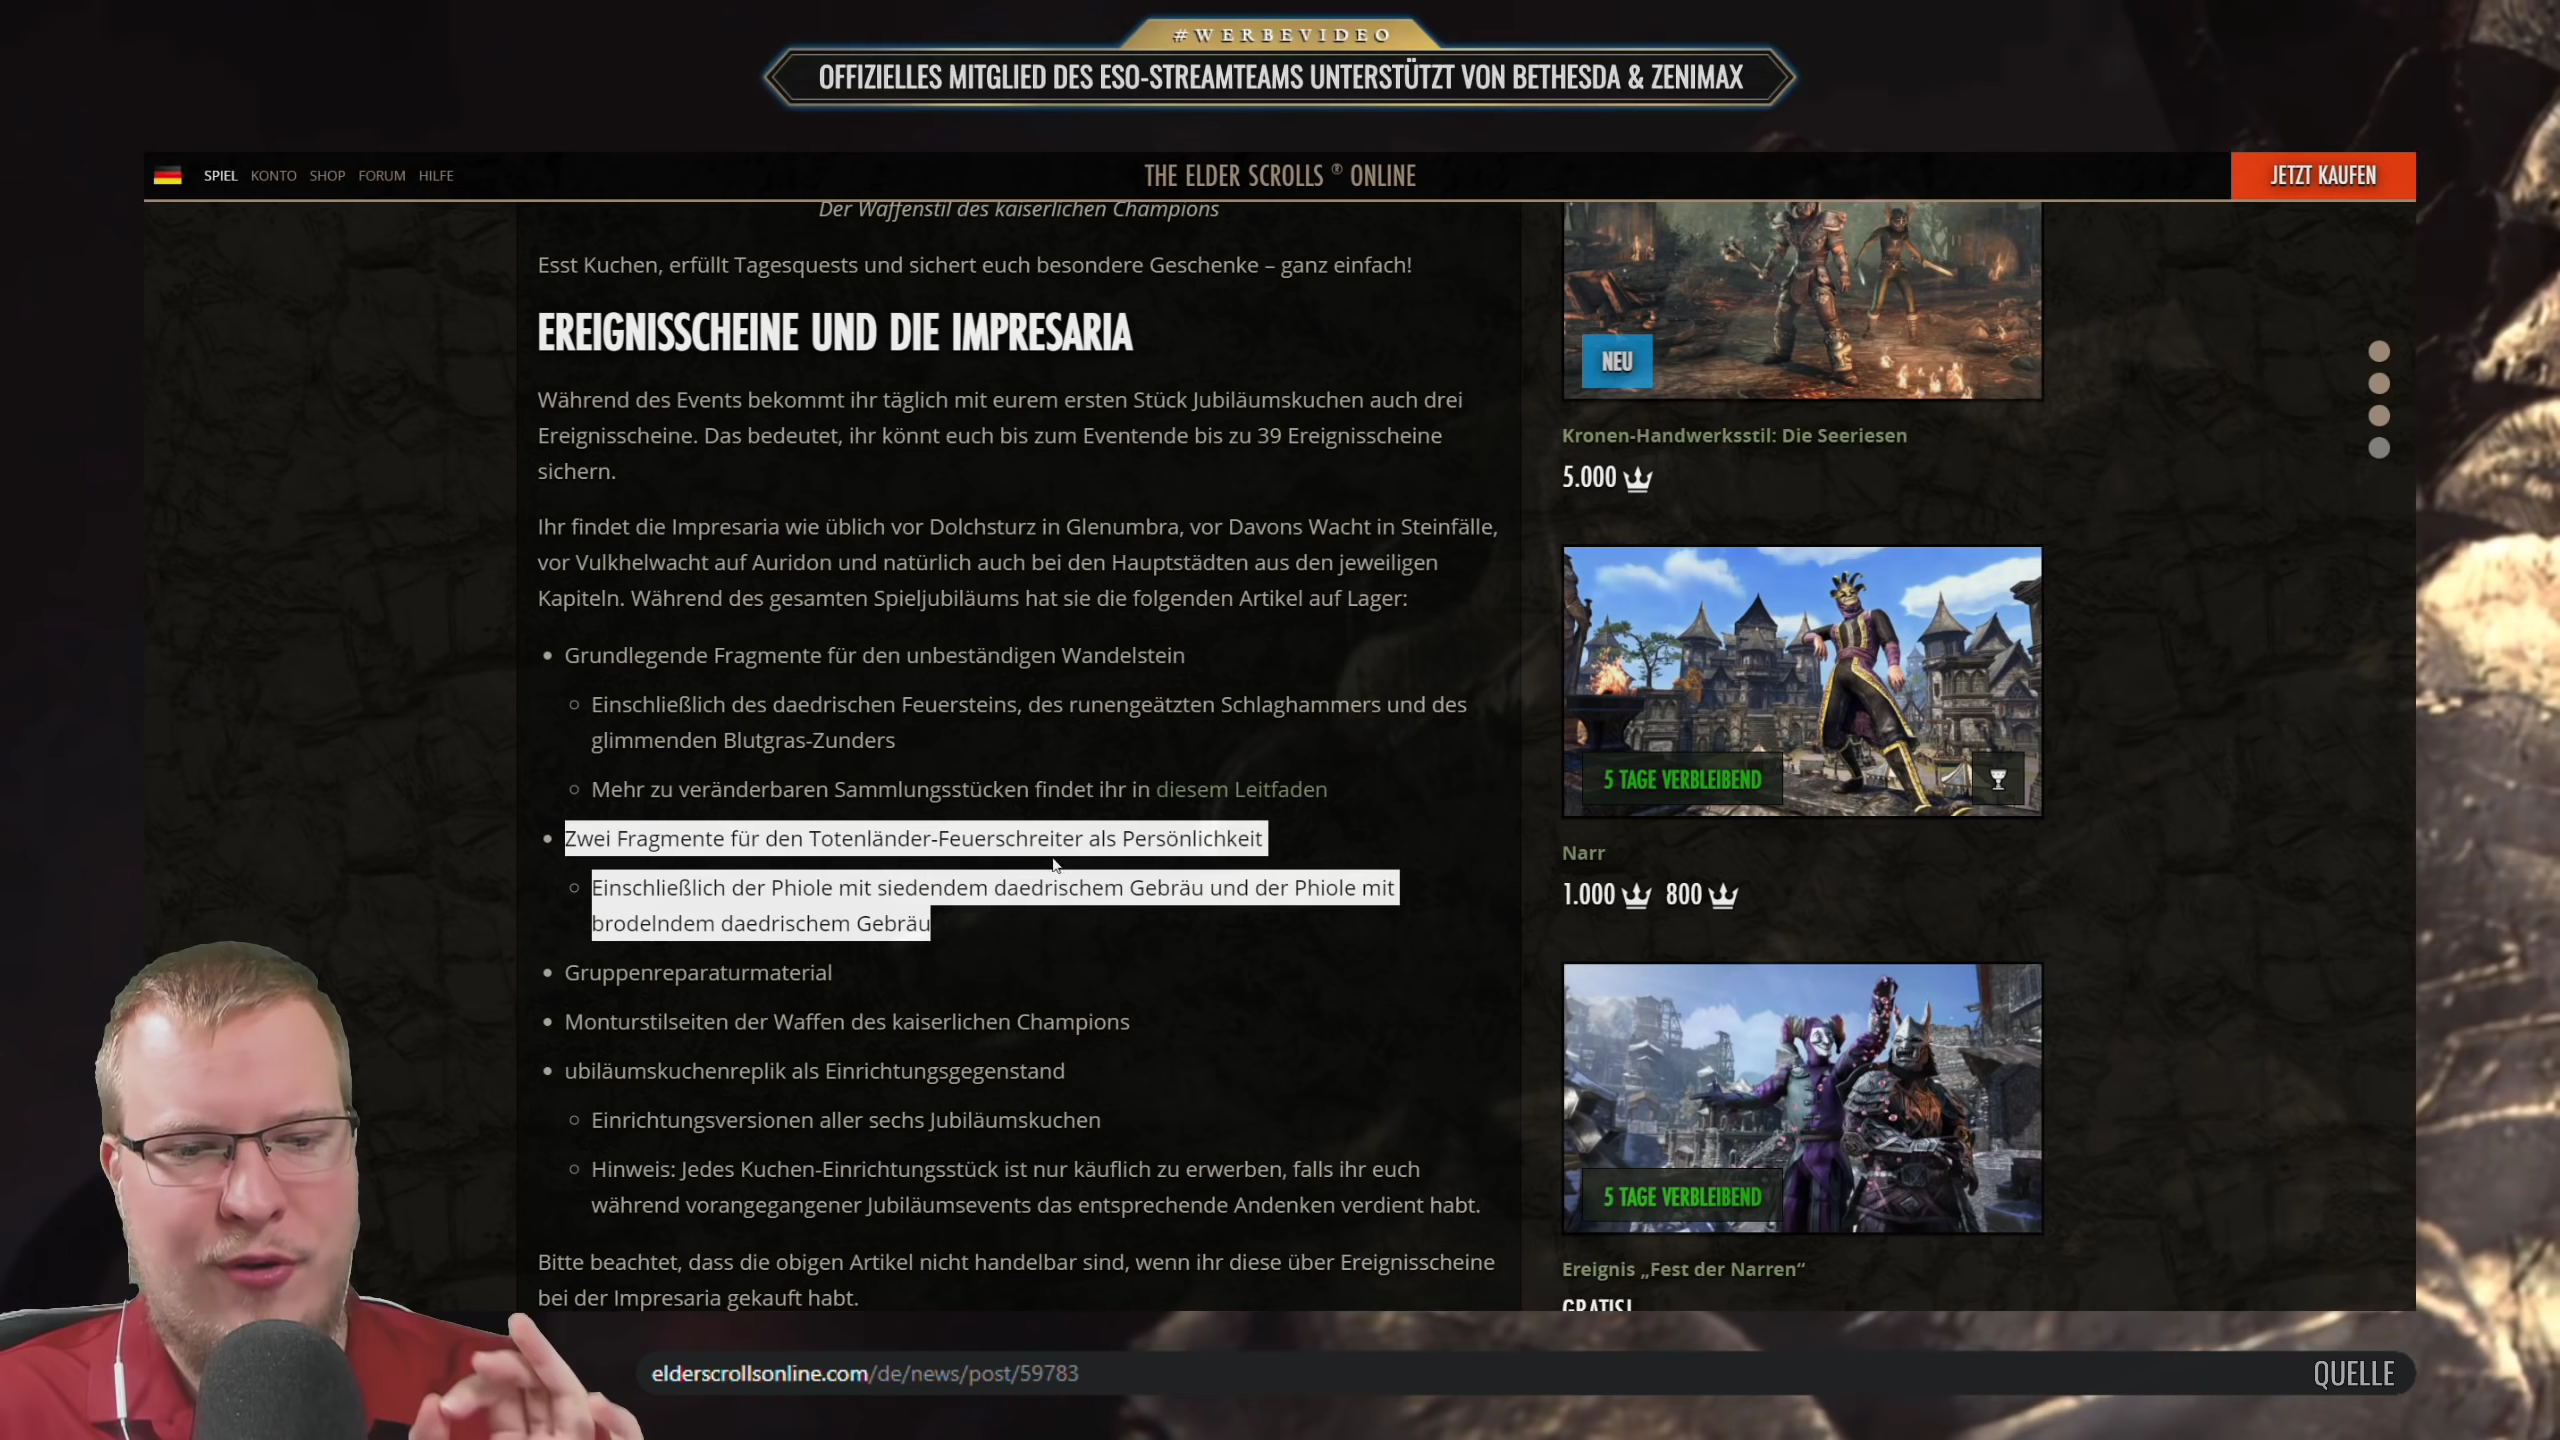 #WERBEVIDEO
OFFIZIELLES MITGLIED DES ESO-STREAMTEAMS UNTERSTÜTZT VON BETHESDA & ZENIMAX
SPIEL KONTO SHOP FORUM HILFE
THE ELDER SCROLLS ® ONLINE
JETZT KAUFEN
Der Waffenstil des kaiserlichen Champions
Esst Kuchen, erfüllt Tagesquests und sichert euch besondere Geschenke – ganz einfach!
EREIGNISSCHEINE UND DIE IMPRESARIA
Während des Events bekommt ihr täglich mit eurem ersten Stück Jubiläumskuchen auch drei
Ereignisscheine. Das bedeutet, ihr könnt euch bis zum Eventende bis zu 39 Ereignisscheine
sichern.
Ihr findet die Impresaria wie üblich vor Dolchsturz in Glenumbra, vor Davons Wacht in Steinfälle,
vor Vulkhelwacht auf Auridon und natürlich auch bei den Hauptstädten aus den jeweiligen
Kapiteln. Während des gesamten Spieljubiläums hat sie die folgenden Artikel auf Lager:
• Grundlegende Fragmente für den unbeständigen Wandelstein
○ Einschließlich des daedrischen Feuersteins, des runengeätzten Schlaghammers und des
glimmenden Blutgras-Zunders
○ Mehr zu veränderbaren Sammlungsstücken findet ihr in diesem Leitfaden
• Zwei Fragmente für den Totenländer-Feuerschreiter als Persönlichkeit
○ Einschließlich der Phiole mit siedendem daedrischem Gebräu und der Phiole mit
brodelndem daedrischem Gebräu
• Gruppenreparaturmaterial
• Monturstilseiten der Waffen des kaiserlichen Champions
• ubiläumskuchenreplik als Einrichtungsgegenstand
○ Einrichtungsversionen aller sechs Jubiläumskuchen
○ Hinweis: Jedes Kuchen-Einrichtungsstück ist nur käuflich zu erwerben, falls ihr euch
während vorangegangener Jubiläumsevents das entsprechende Andenken verdient habt.
Bitte beachtet, dass die obigen Artikel nicht handelbar sind, wenn ihr diese über Ereignisscheine
bei der Impresaria gekauft habt.
NEU
Kronen-Handwerksstil: Die Seeriesen
5.000
5 TAGE VERBLEIBEND
Narr
1.000 800
5 TAGE VERBLEIBEND
Ereignis „Fest der Narren“
GRATIS!
elderscrollsonline.com/de/news/post/59783
QUELLE